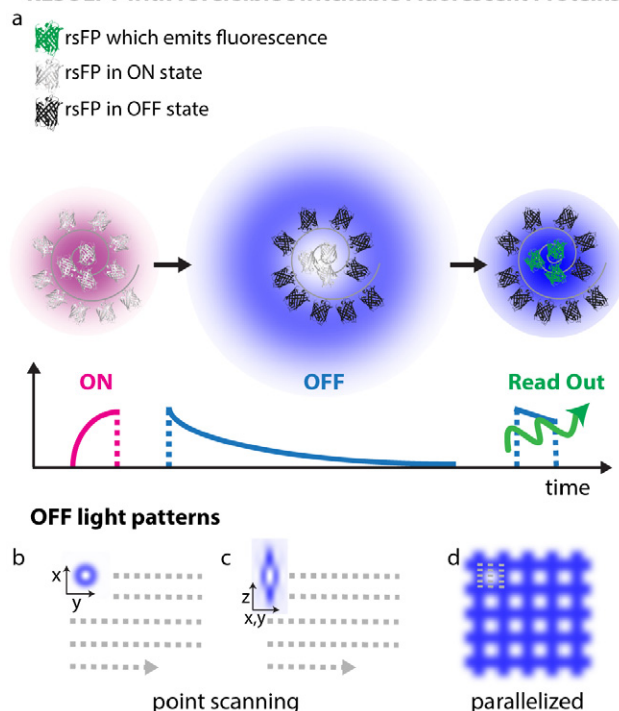 a
rsFP which emits fluorescence
rsFP in ON state
rsFP in OFF state
ON
OFF
Read Out
time
OFF light patterns
b
c
d
x
y
z
x,y
point scanning
parallelized